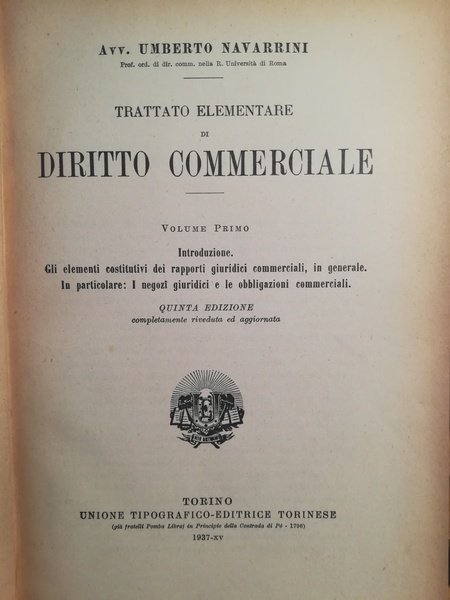 Avv. UMBERTO NAVARRINI
Prof. ord. di dir. comm. nella R. Università di Roma
TRATTATO ELEMENTARE
DI
DIRITTO COMMERCIALE
VOLUME PRIMO
Introduzione.
Gli elementi costitutivi dei rapporti giuridici commerciali, in generale.
In particolare: I negozî giuridici e le obbligazioni commerciali.
QUINTA EDIZIONE
completamente riveduta ed aggiornata
TORINO
UNIONE TIPOGRAFICO-EDITRICE TORINESE
(già fratelli Pomba Libraj in Principio della Contrada di Pò - 1796)
1937-XV